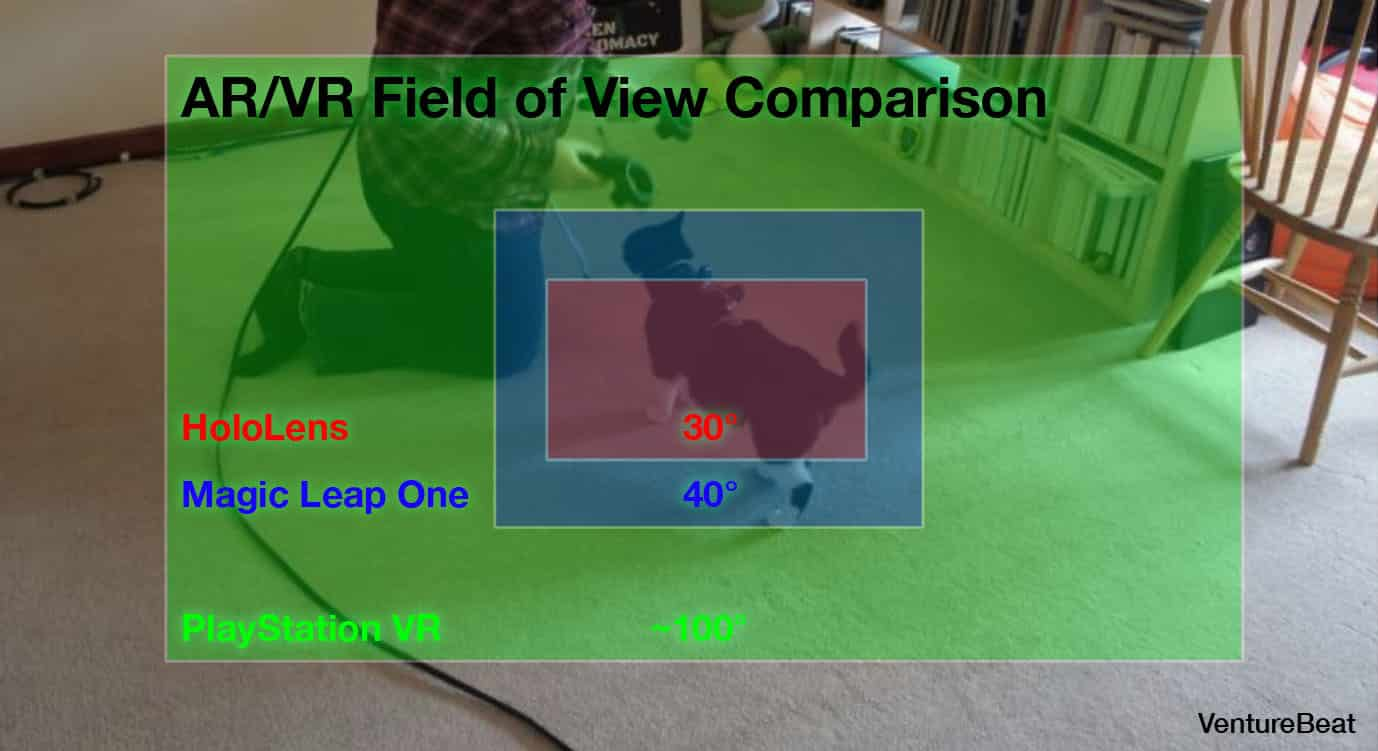 AR/VR Field of View Comparison
HoloLens 30°
Magic Leap One 40°
PlayStation VR ~100°
VentureBeat